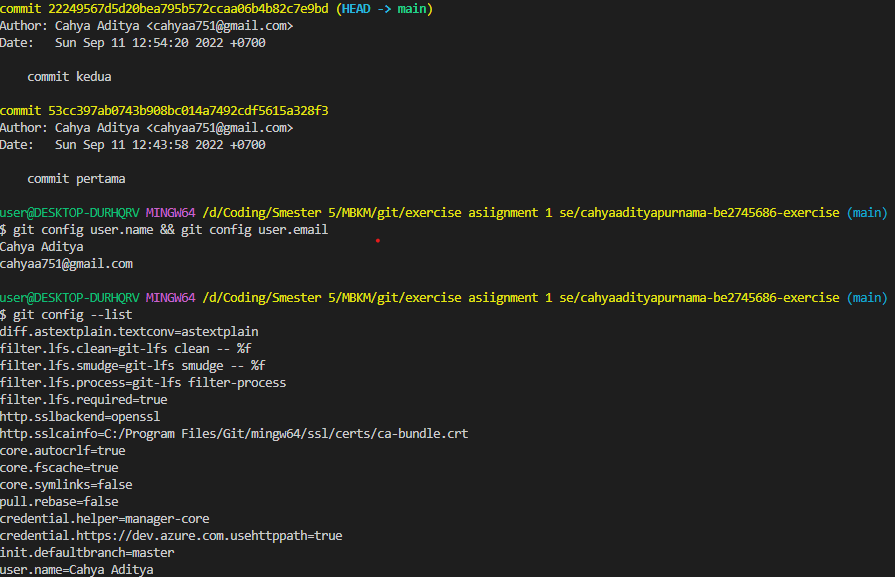 commit 22249567d5d20bea795b572ccaa06b4b82c7e9bd (HEAD -> main)
Author: Cahya Aditya <cahyaa751@gmail.com>
Date:   Sun Sep 11 12:54:20 2022 +0700
    commit kedua
commit 53cc397ab0743b908bc014a7492cdf5615a328f3
Author: Cahya Aditya <cahyaa751@gmail.com>
Date:   Sun Sep 11 12:43:58 2022 +0700
    commit pertama
user@DESKTOP-DURHQRV MINGW64 /d/Coding/Smester 5/MBKM/git/exercise asiignment 1 se/cahyaadityapurnama-be2745686-exercise (main)
$ git config user.name && git config user.email
Cahya Aditya
cahyaa751@gmail.com
user@DESKTOP-DURHQRV MINGW64 /d/Coding/Smester 5/MBKM/git/exercise asiignment 1 se/cahyaadityapurnama-be2745686-exercise (main)
$ git config --list
diff.astextplain.textconv=astextplain
filter.lfs.clean=git-lfs clean -- %f
filter.lfs.smudge=git-lfs smudge -- %f
filter.lfs.process=git-lfs filter-process
filter.lfs.required=true
http.sslbackend=openssl
http.sslcainfo=C:/Program Files/Git/mingw64/ssl/certs/ca-bundle.crt
core.autocrlf=true
core.fscache=true
core.symlinks=false
pull.rebase=false
credential.helper=manager-core
credential.https://dev.azure.com.usehttppath=true
init.defaultbranch=master
user.name=Cahya Aditya